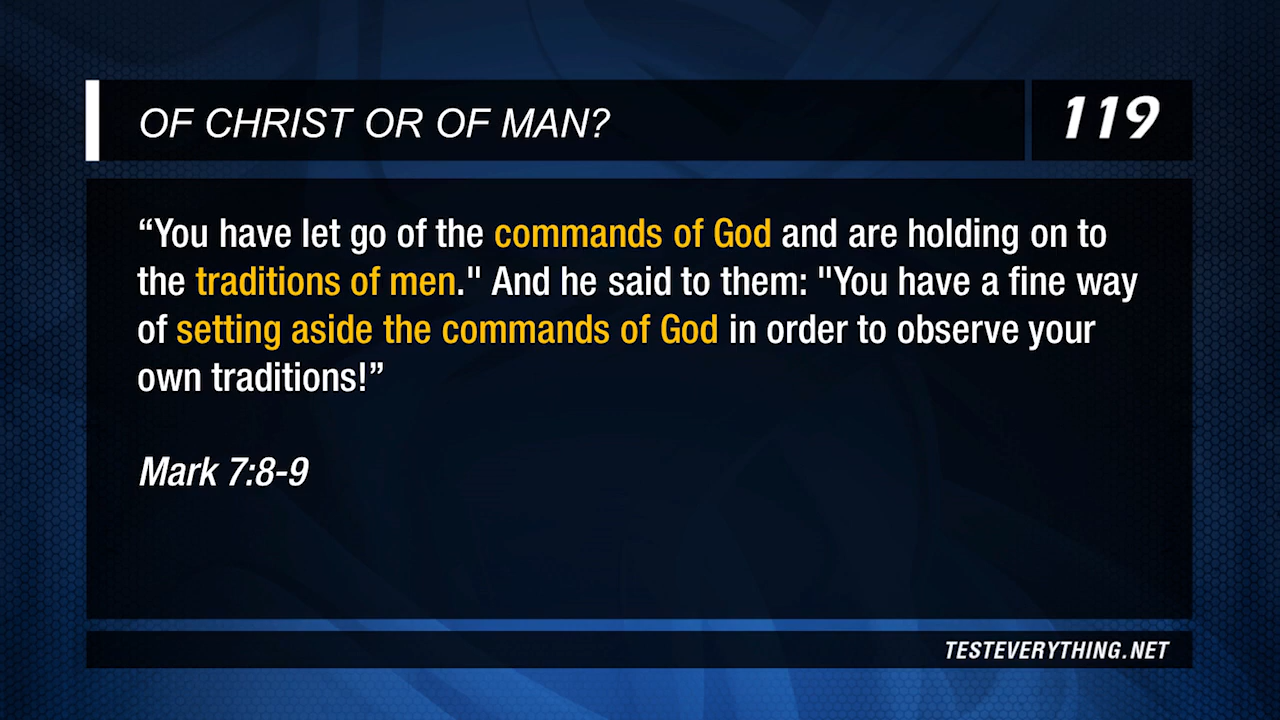 OF CHRIST OR OF MAN?
119
“You have let go of the commands of God and are holding on to
the traditions of men." And he said to them: "You have a fine way
of setting aside the commands of God in order to observe your
own traditions!”
Mark 7:8-9
TESTEVERYTHING.NET